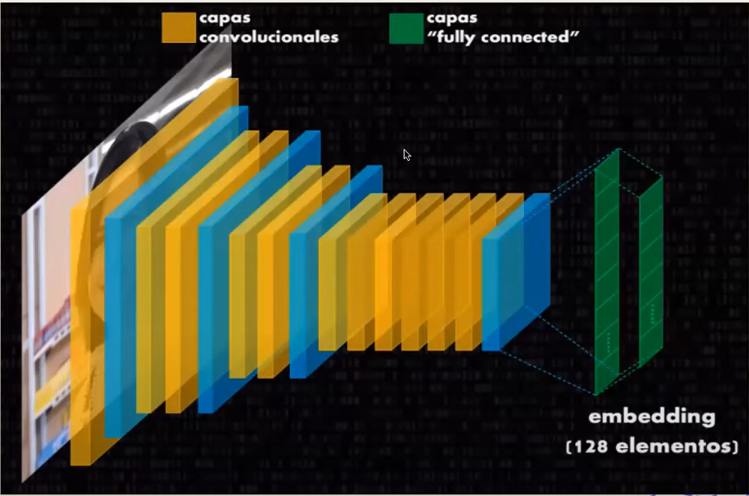 capas
convolucionales
capas
“fully connected”
embedding
(128 elementos)